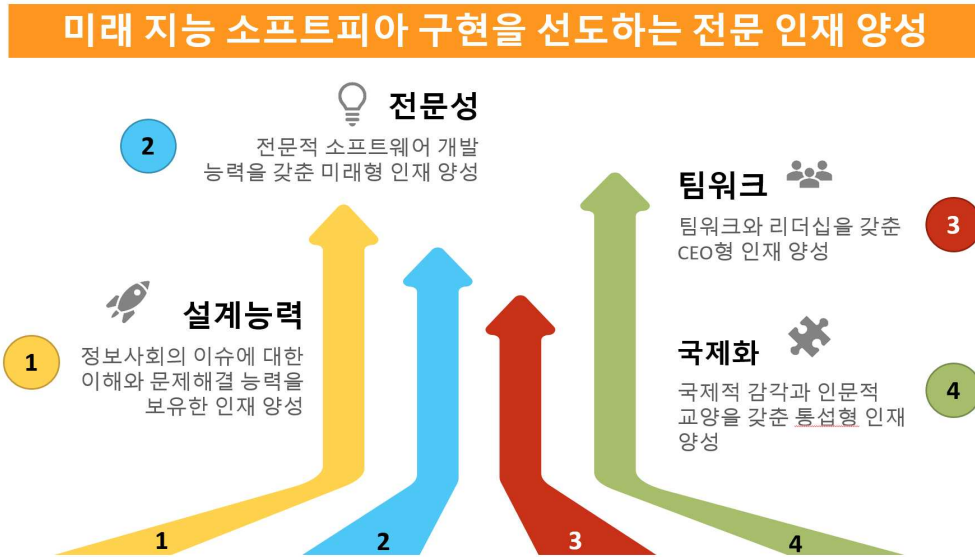 미래 지능 소프트피아 구현을 선도하는 전문 인재 양성
2
전문성
전문적 소프트웨어 개발
능력을 갖춘 미래형 인재 양성
팀워크
팀워크와 리더십을 갖춘
CEO형 인재 양성
3
1
설계능력
정보사회의 이슈에 대한
이해와 문제해결 능력을
보유한 인재 양성
국제화
국제적 감각과 인문적
교양을 갖춘 통섭형 인재
양성
4
1
2
3
4